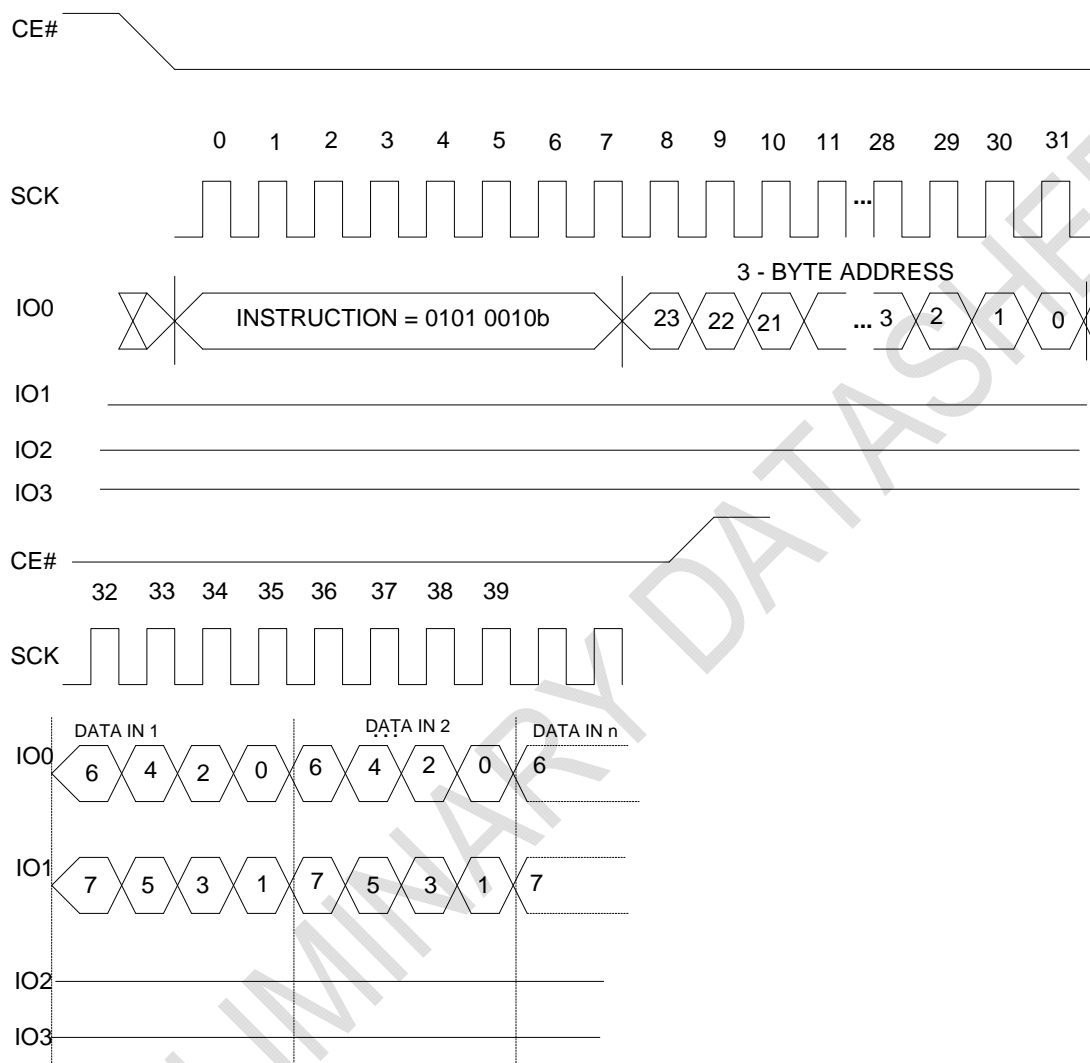 CE#
0 1 2 3 4 5 6 7 8 9 10 11 28 29 30 31
SCK ...
3 - BYTE ADDRESS
IO0 INSTRUCTION = 0101 0010b 23 22 21 ... 3 2 1 0
IO1
IO2
IO3
CE#
32 33 34 35 36 37 38 39
SCK
DATA IN 1 DATA IN 2 DATA IN n
...
IO0 6 4 2 0 6 4 2 0 6
IO1 7 5 3 1 7 5 3 1 7
IO2
IO3
IMINARY DATASHE